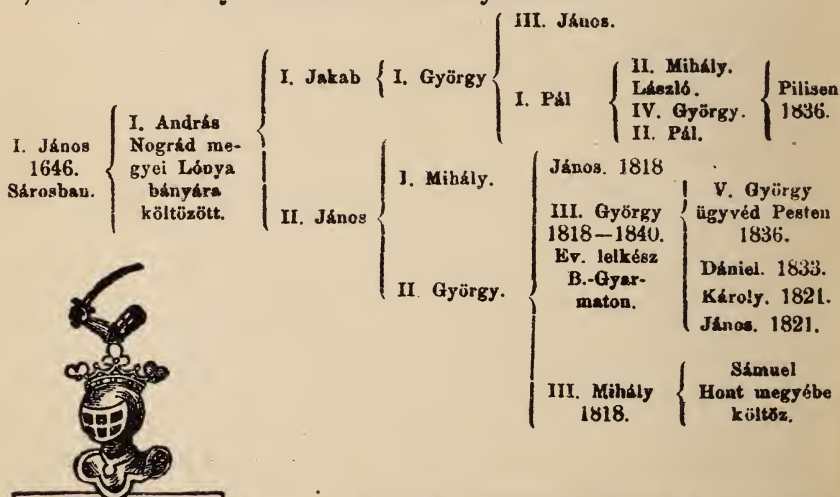 III. János.
I. János
1646.
Sárosban.
I. András
Nográd me-
gyei Lónya
bányára
költözött.
I. Jakab
I. György
I. Pál
II. Mihály.
László.
IV. György.
II. Pál.
Pilisen
1836.
II. János
I. Mihály.
II. György.
János. 1818
III. György
1818—1840.
Ev. lelkész
B.-Gyar-
maton.
V. György
ügyvéd Pesten
1836.
Dániel. 1833.
Károly. 1821.
János. 1821.
III. Mihály
1818.
Sámuel
Hont megyébe
költöz.